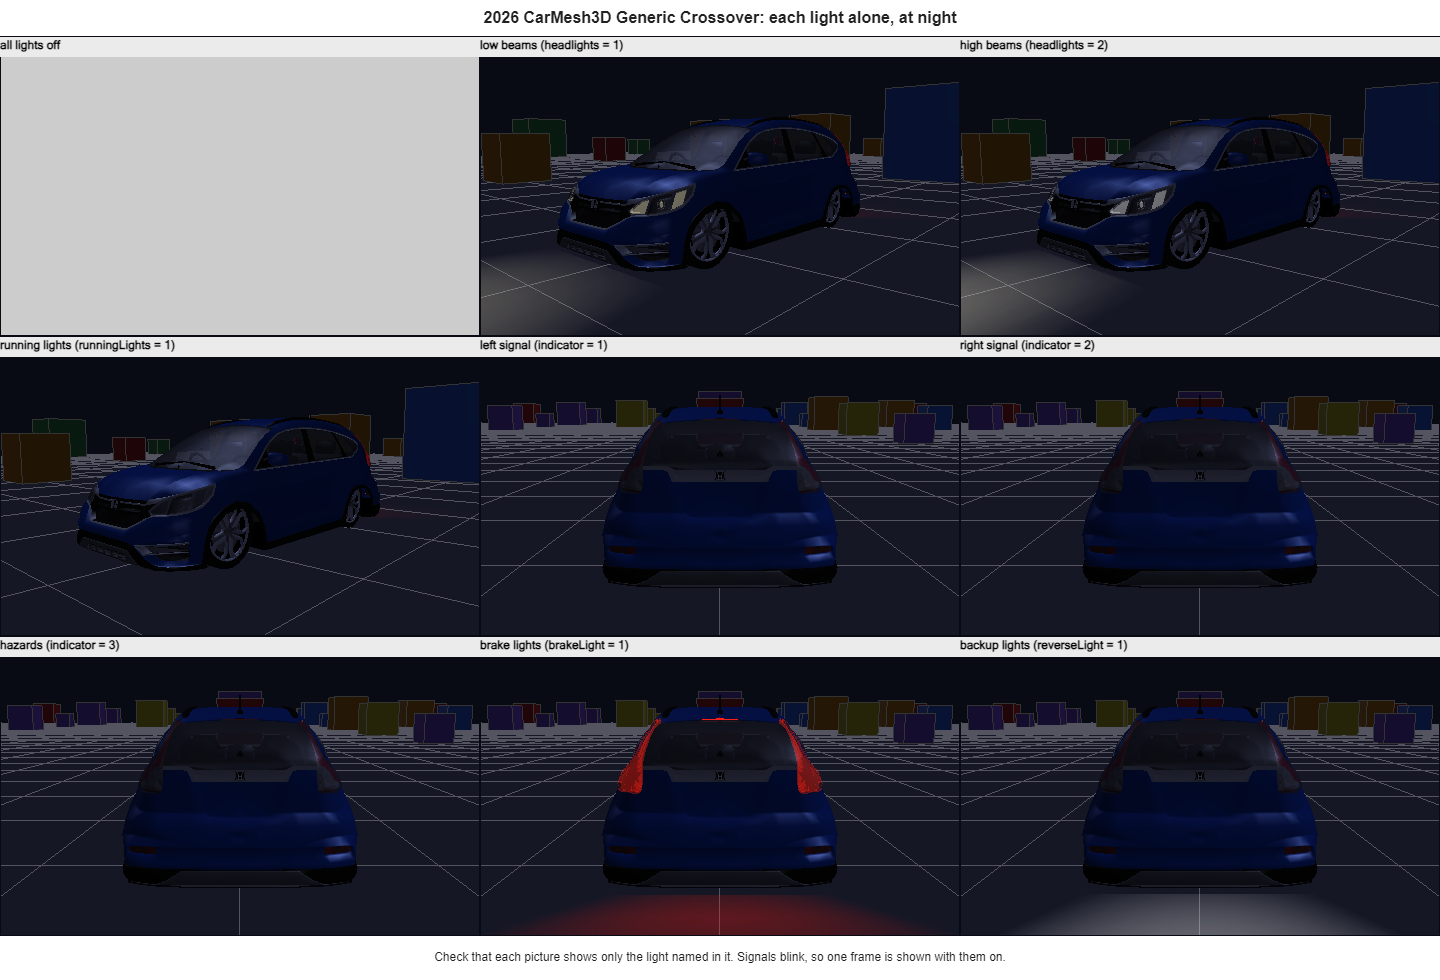 2026 CarMesh3D Generic Crossover: each light alone, at night
all lights off
low beams (headlights = 1)
high beams (headlights = 2)
running lights (runningLights = 1)
left signal (indicator = 1)
right signal (indicator = 2)
hazards (indicator = 3)
brake lights (brakeLight = 1)
backup lights (reverseLight = 1)
Check that each picture shows only the light named in it. Signals blink, so one frame is shown with them on.